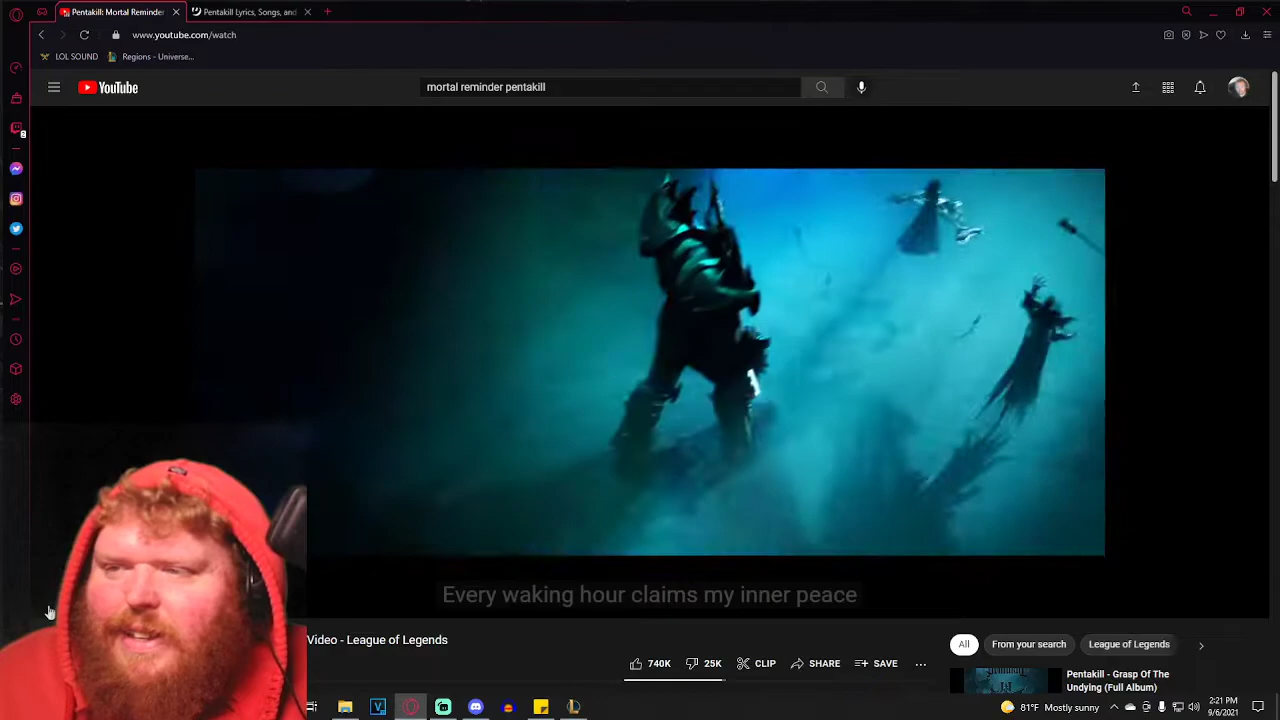 Pentakill: Mortal Reminder
Pentakill Lyrics, Songs, and
www.youtube.com/watch
LOL SOUND
Regions - Universe...
YouTube
mortal reminder pentakill
Every waking hour claims my inner peace
Video - League of Legends
740K
25K
CLIP
SHARE
SAVE
All
From your search
League of Legends
Pentakill - Grasp Of The
Undying (Full Album)
81°F Mostly sunny
2:21 PM
9/6/2021